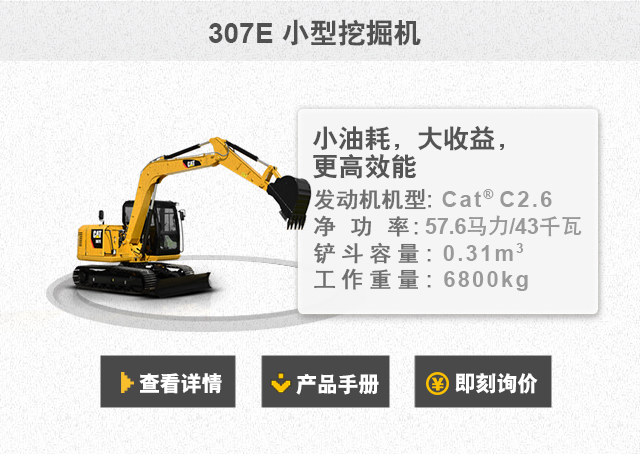 307E 小型挖掘机
小油耗，大收益，
更高效能
发动机机型: Cat® C2.6
净 功 率: 57.6马力/43千瓦
铲斗容量: 0.31m³
工作重量: 6800kg
CAT
CAT
查看详情
产品手册
即刻询价